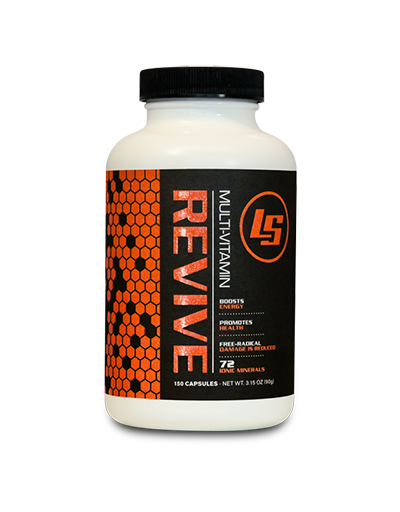 REVIVE
MULTI-VITAMIN
LS
BOOSTS
ENERGY
PROMOTES
HEALTH
FREE-RADICAL
DAMAGE IS REDUCED
72
IONIC MINERALS
150 CAPSULES · NET WT. 3.15 OZ (90g)